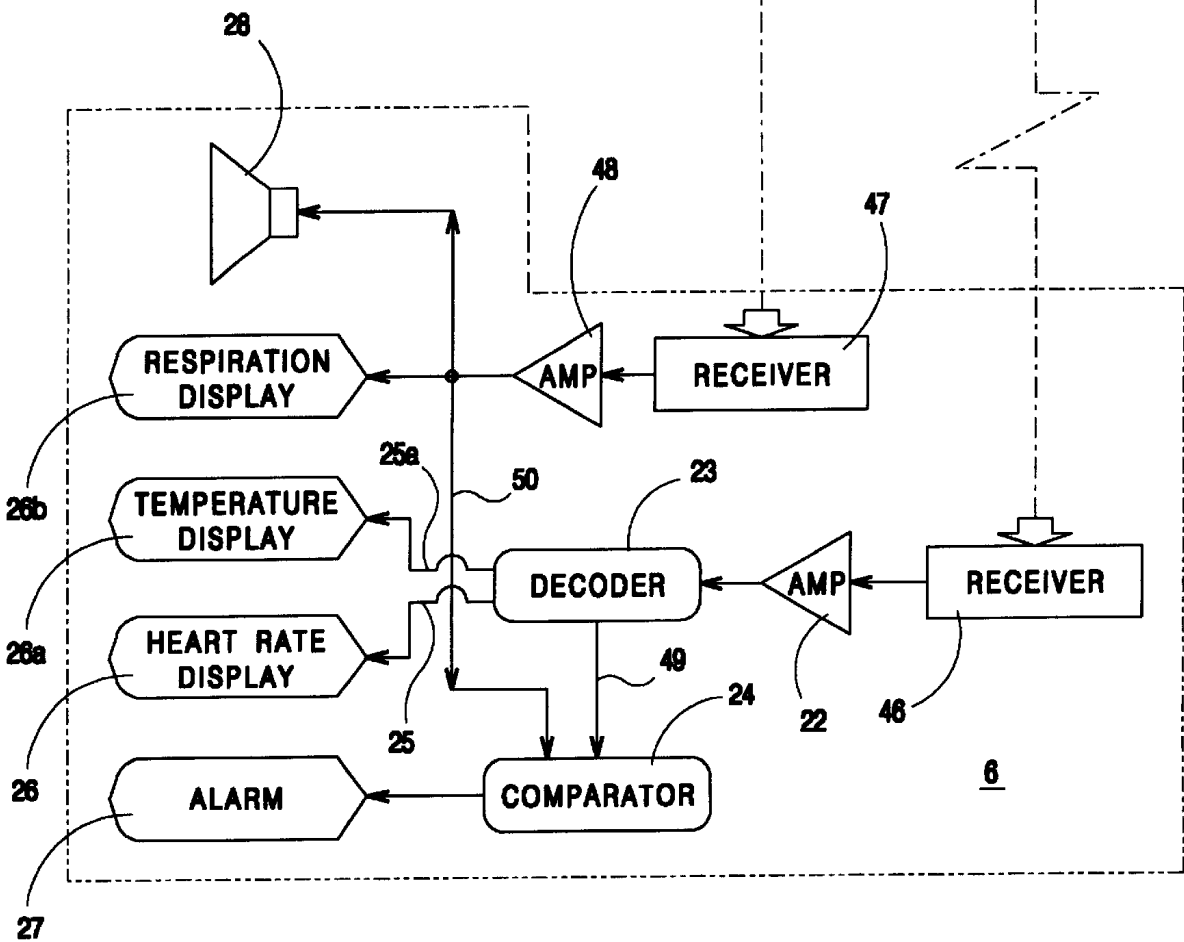 28
48
47
RESPIRATION
DISPLAY
AMP
RECEIVER
25a
50
23
26b
TEMPERATURE
DISPLAY
DECODER
AMP
RECEIVER
26a
HEART RATE
DISPLAY
49
24
22
46
25
26
ALARM
COMPARATOR
6
27